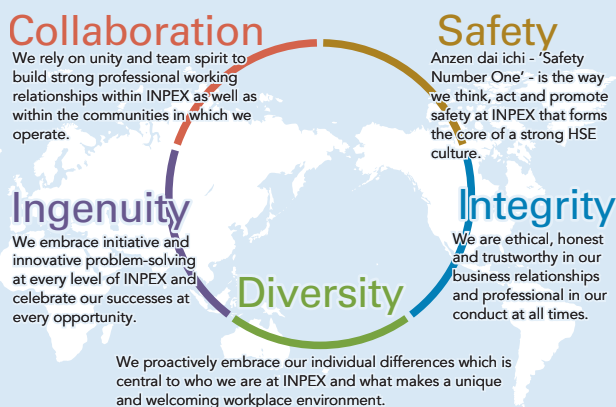 Collaboration
We rely on unity and team spirit to
build strong professional working
relationships within INPEX as well as
within the communities in which we
operate.
Safety
Anzen dai ichi - ‘Safety
Number One’ - is the way
we think, act and promote
safety at INPEX that forms
the core of a strong HSE
culture.
Ingenuity
We embrace initiative and
innovative problem-solving
at every level of INPEX and
celebrate our successes at
every opportunity.
Integrity
We are ethical, honest
and trustworthy in our
business relationships
and professional in our
conduct at all times.
Diversity
We proactively embrace our individual differences which is
central to who we are at INPEX and what makes a unique
and welcoming workplace environment.